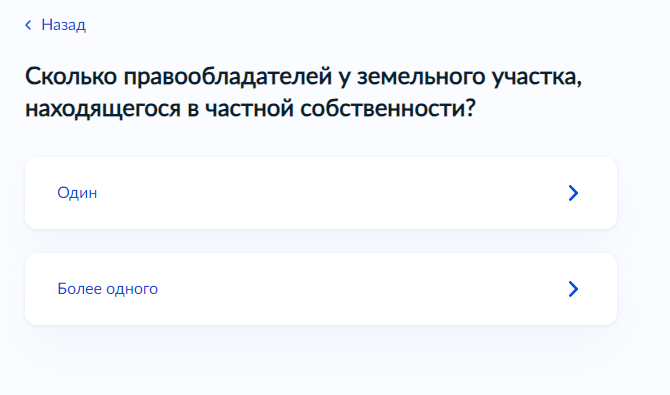 Назад
Сколько правообладателей у земельного участка,
находящегося в частной собственности?
Один
Более одного